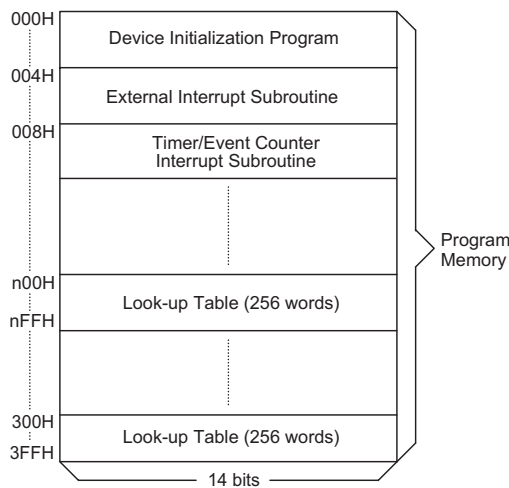 000H
Device Initialization Program
004H
External Interrupt Subroutine
008H
Timer/Event Counter
Interrupt Subroutine
Program
Memory
n00H
Look-up Table (256 words)
nFFH
300H
Look-up Table (256 words)
3FFH
14 bits